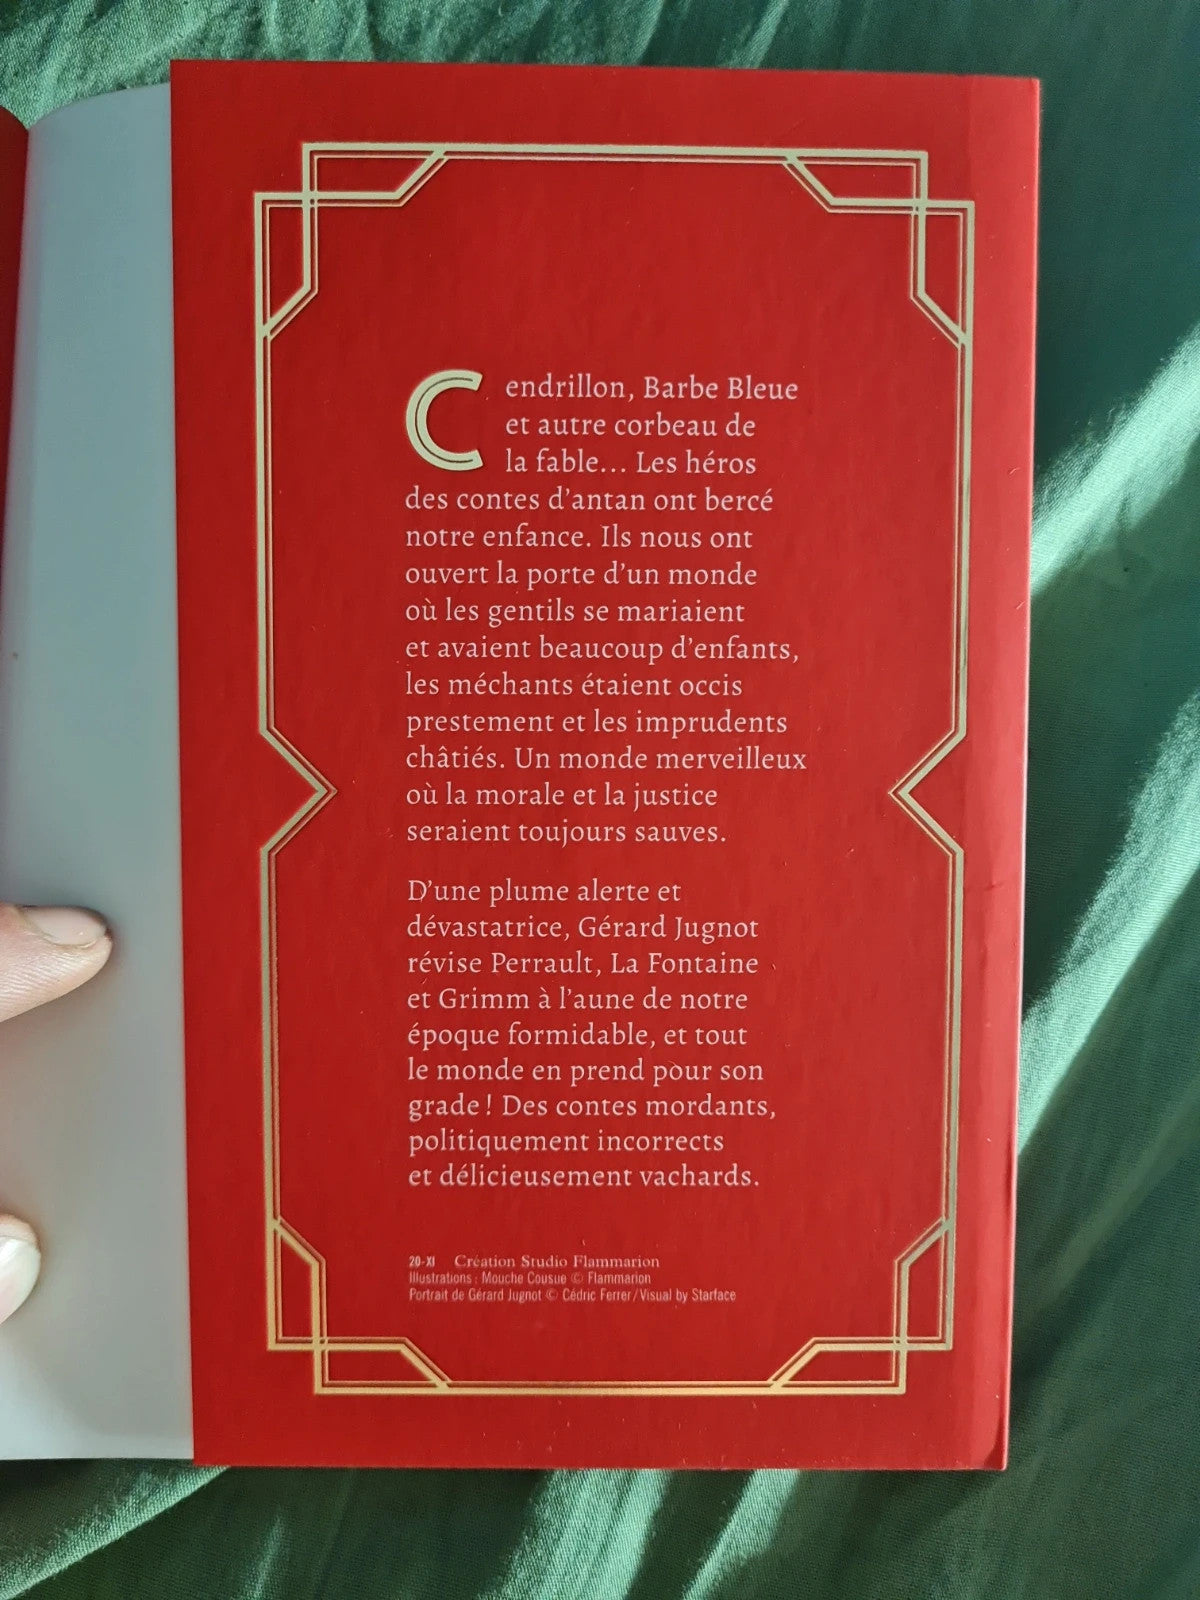 Cendrillon, Barbe Bleue
et autre corbeau de
la fable... Les héros
des contes d’antan ont bercé
notre enfance. Ils nous ont
ouvert la porte d’un monde
où les gentils se mariaient
et avaient beaucoup d’enfants,
les méchants étaient occis
prestement et les imprudents
châtiés. Un monde merveilleux
où la morale et la justice
seraient toujours sauves.
D’une plume alerte et
dévastatrice, Gérard Jugnot
révise Perrault, La Fontaine
et Grimm à l’aune de notre
époque formidable, et tout
le monde en prend pour son
grade ! Des contes mordants,
politiquement incorrects
et délicieusement vachards.
20-XI Création Studio Flammarion
Illustrations : Mouche Cousue © Flammarion
Portrait de Gérard Jugnot © Cédric Ferrer / Visual by Starface